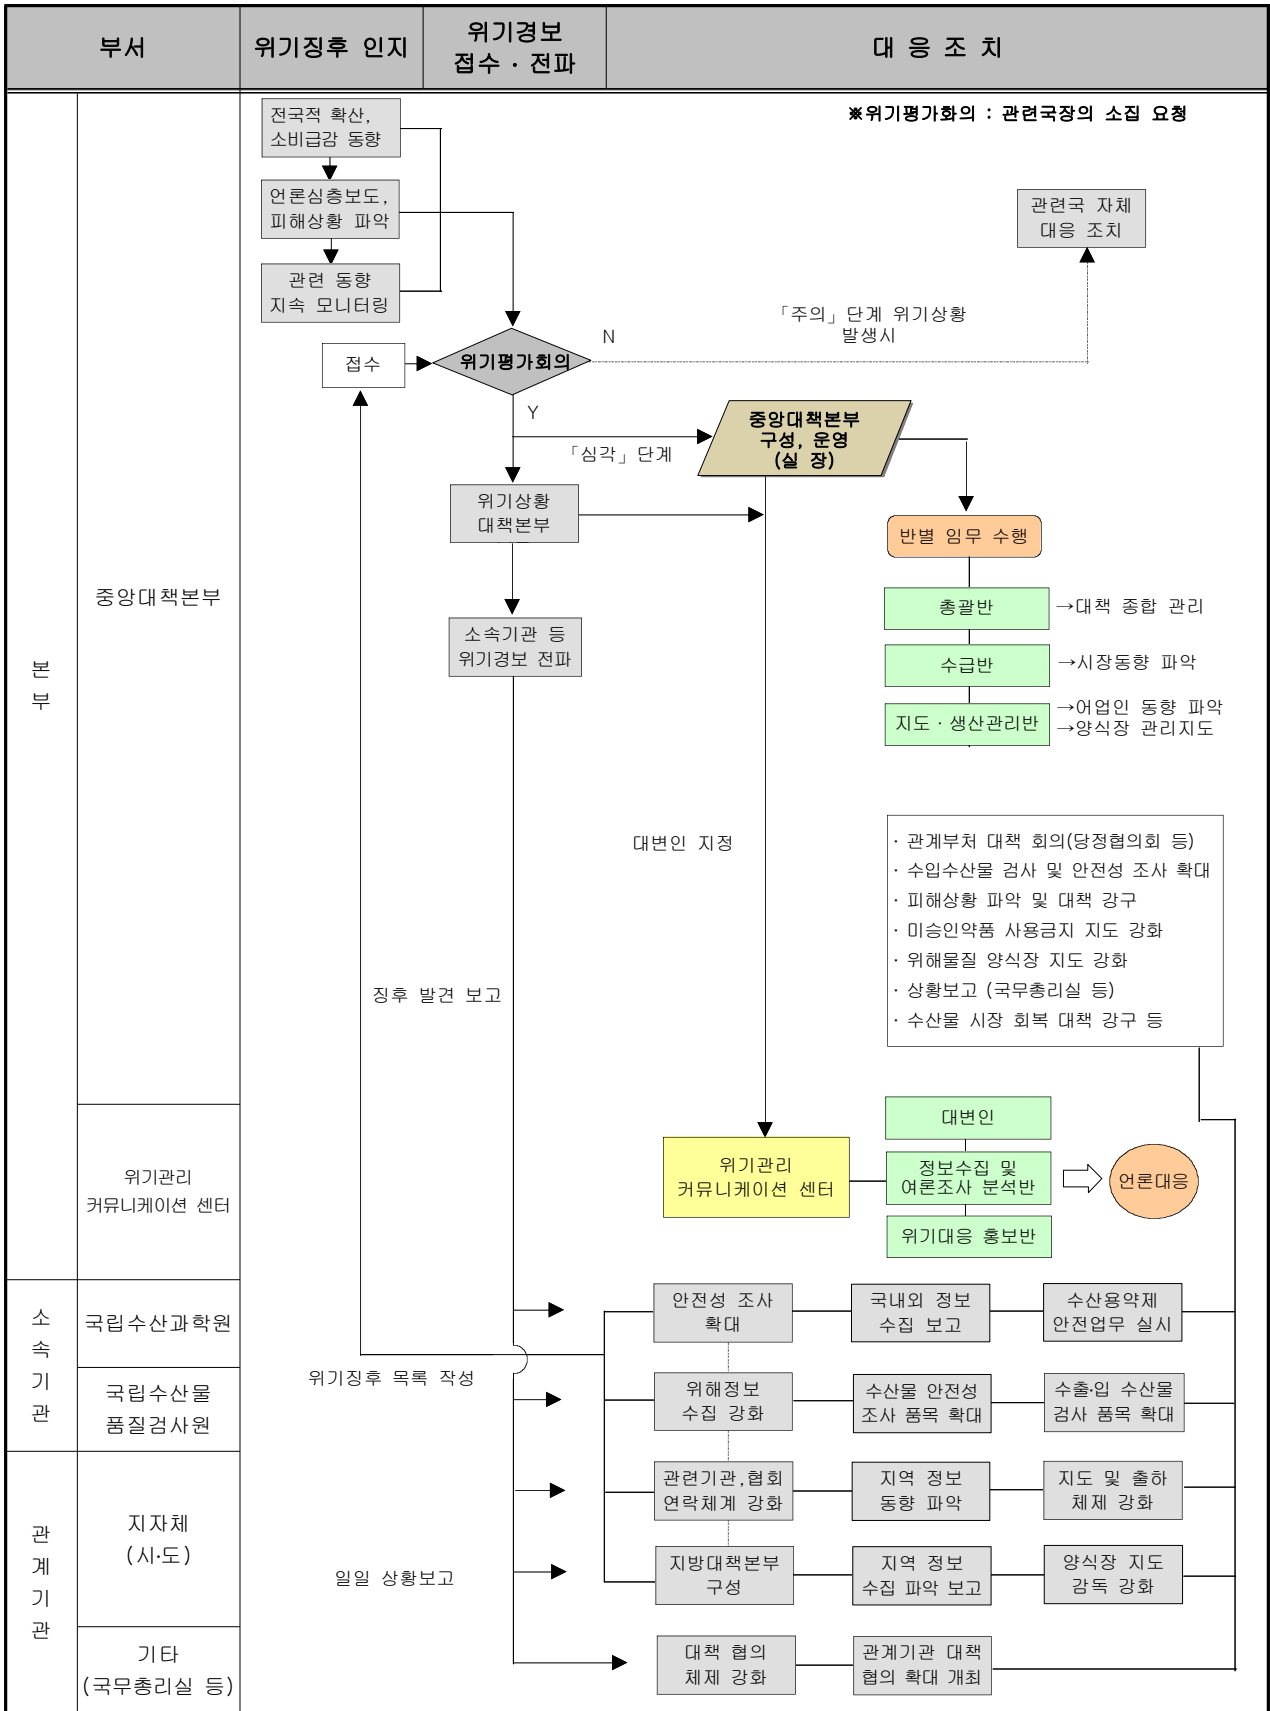 부서
위기징후 인지
위기경보
접수 · 전파
대 응 조 치
전국적 확산,
소비급감 동향
※위기평가회의 : 관련국장의 소집 요청
언론심층보도,
피해상황 파악
관련국 자체
대응 조치
관련 동향
지속 모니터링
「주의」단계 위기상황
발생시
N
접수
위기평가회의
Y
「심각」단계
중앙대책본부
구성, 운영
(실 장)
위기상황
대책본부
반별 임무 수행
본
부
중앙대책본부
총괄반
→대책 종합 관리
소속기관 등
위기경보 전파
수급반
→시장동향 파악
지도·생산관리반
→어업인 동향 파악
→양식장 관리지도
대변인 지정
· 관계부처 대책 회의(당정협의회 등)
· 수입수산물 검사 및 안전성 조사 확대
· 피해상황 파악 및 대책 강구
· 미승인약품 사용금지 지도 강화
· 위해물질 양식장 지도 강화
· 상황보고 (국무총리실 등)
· 수산물 시장 회복 대책 강구 등
징후 발견 보고
위기관리
커뮤니케이션 센터
위기관리
커뮤니케이션 센터
대변인
정보수집 및
여론조사 분석반
위기대응 홍보반
언론대응
소
속
기
관
국립수산과학원
안전성 조사
확대
국내외 정보
수집 보고
수산용약제
안전업무 실시
위기징후 목록 작성
국립수산물
품질검사원
위해정보
수집 강화
수산물 안전성
조사 품목 확대
수출·입 수산물
검사 품목 확대
관
계
기
관
지자체
(시·도)
관련기관,협회
연락체계 강화
지역 정보
동향 파악
지도 및 출하
체제 강화
일일 상황보고
지방대책본부
구성
지역 정보
수집 파악 보고
양식장 지도
감독 강화
기타
(국무총리실 등)
대책 협의
체제 강화
관계기관 대책
협의 확대 개최